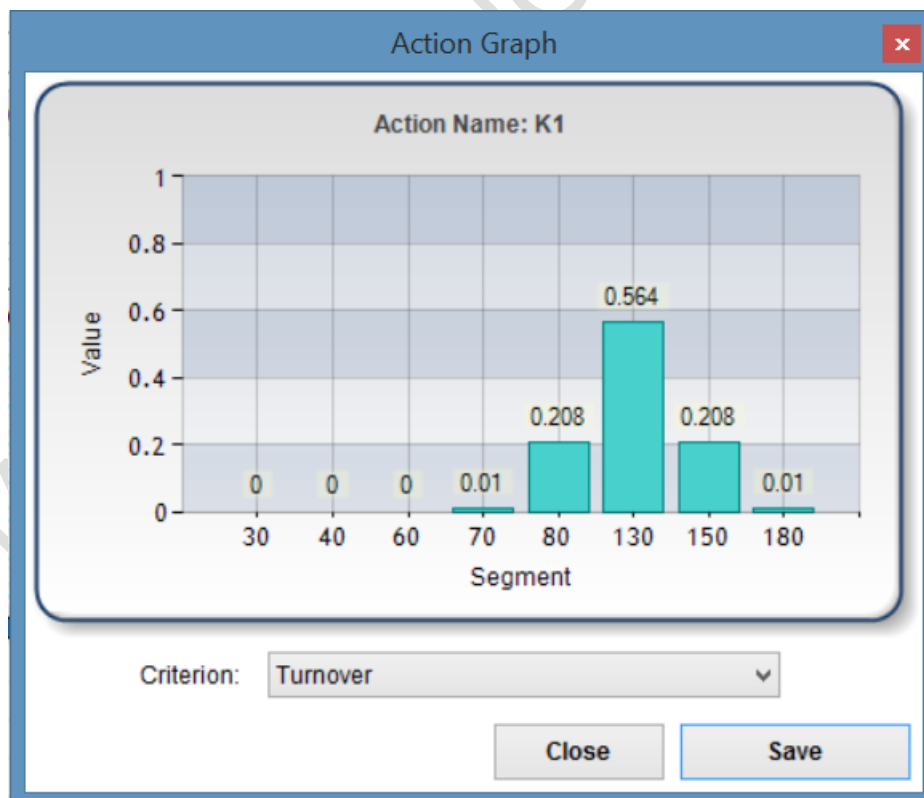 Action Graph
x
Action Name: K1
1
0.8
0.6
0.4
0.2
0
Value
0
0
0
0.01
0.208
0.564
0.208
0.01
30 40 60 70 80 130 150 180
Segment
Criterion: Turnover
Close Save